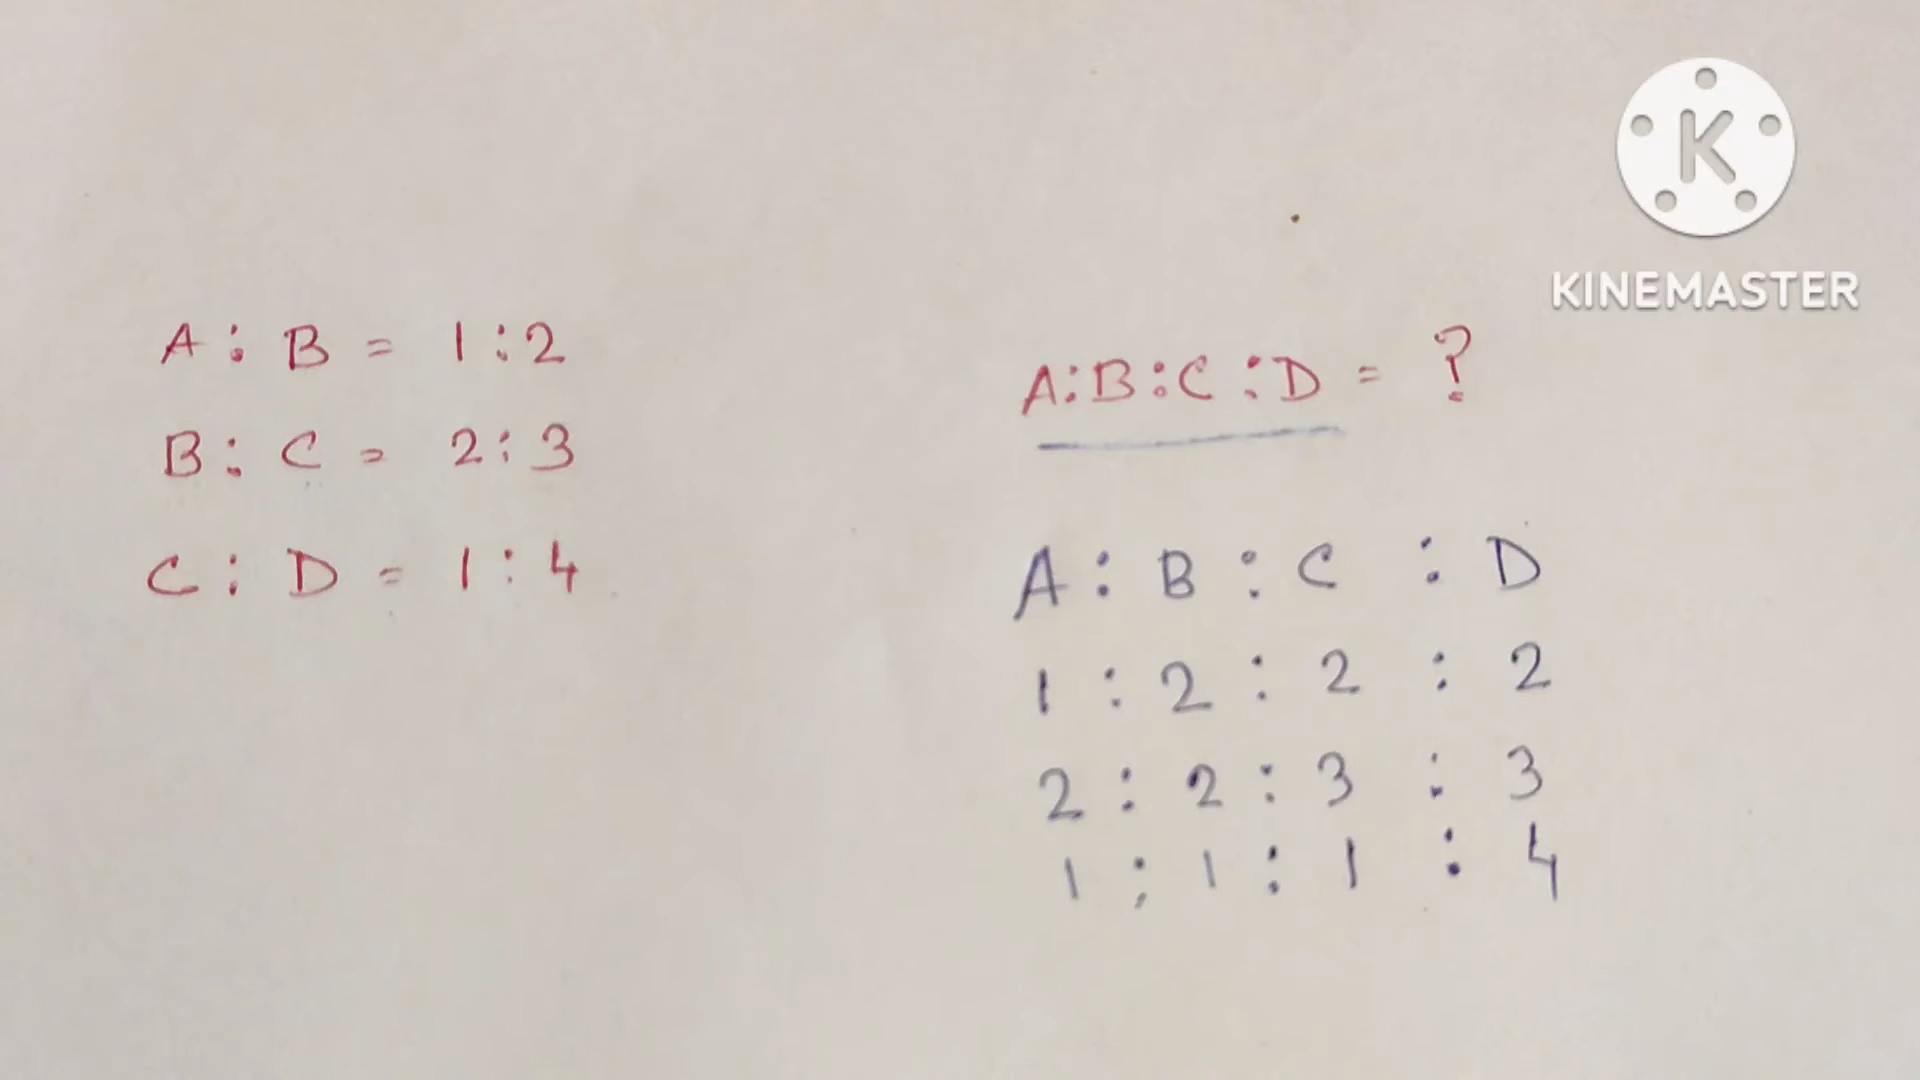 A : B = 1 : 2
B : C = 2 : 3
C : D = 1 : 4
K
KINEMASTER
A:B:C:D = ?
A : B : C : D
1 : 2 : 2 : 2
2 : 2 : 3 : 3
1 ; 1 : 1 : 4